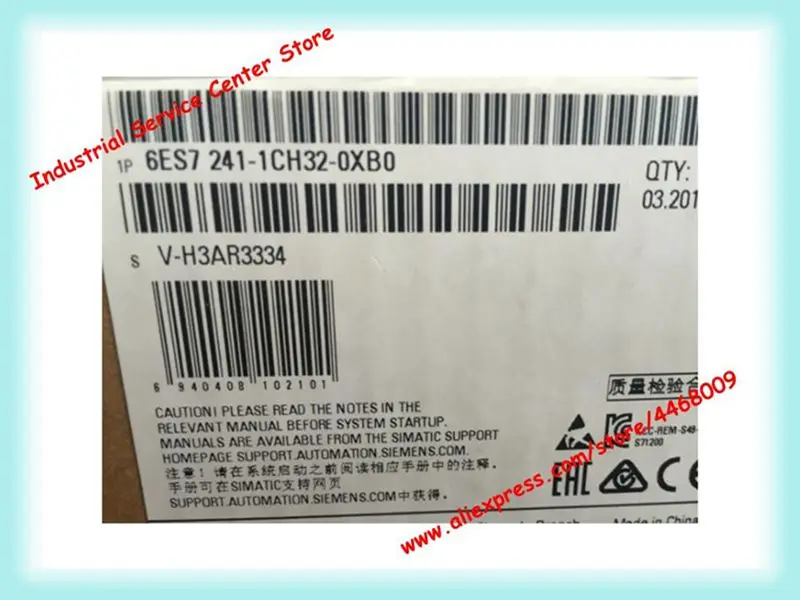 Industrial Service Center Store
1P 6ES7 241-1CH32-0XB0
QTY:
03.201
S V-H3AR3334
6 940408 102101
质量检验合
CAUTION! PLEASE READ THE NOTES IN THE
RELEVANT MANUAL BEFORE SYSTEM STARTUP.
MANUALS ARE AVAILABLE FROM THE SIMATIC SUPPORT
HOMEPAGE SUPPORT.AUTOMATION.SIEMENS.COM.
注意！请在系统启动之前阅读相应手册中的注释。
手册可在SIMATIC支持网页
SUPPORT.AUTOMATION.SIEMENS.COM中获得。
-REM-S49-
S71200
EAC CE
Made in China
www.aliexpress.com/store/4468009